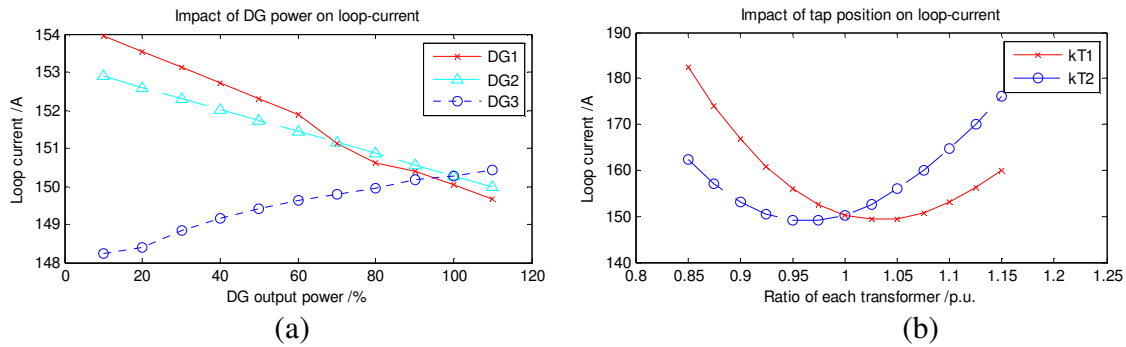 Impact of DG power on loop-current
154
153
152
151
150
149
148
0
20
40
60
80
100
120
Loop current /A
DG output power /%
DG1
DG2
DG3
(a)
Impact of tap position on loop-current
190
180
170
160
150
140
0.8
0.85
0.9
0.95
1
1.05
1.1
1.15
1.2
1.25
Loop current /A
Ratio of each transformer /p.u.
kT1
kT2
(b)